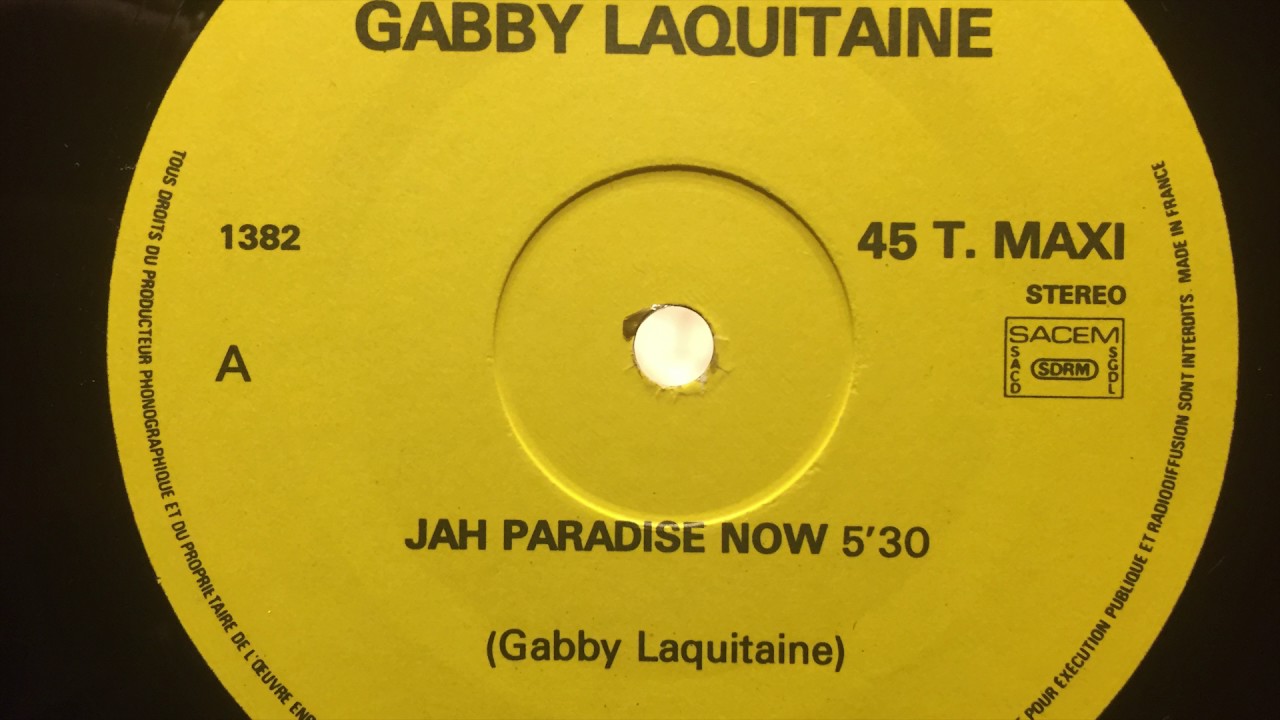 GABBY LAQUITAINE
1382
45 T. MAXI
STEREO
A
SACEM
SACD
SDRM
SGDL
JAH PARADISE NOW 5'30
(Gabby Laquitaine)
TOUS DROITS DU PRODUCTEUR PHONOGRAPHIQUE ET DU PROPRIETAIRE DE L'ŒUVRE
POUR EXÉCUTION PUBLIQUE ET RADIODIFFUSION SONT INTERDITS MADE IN FRANCE